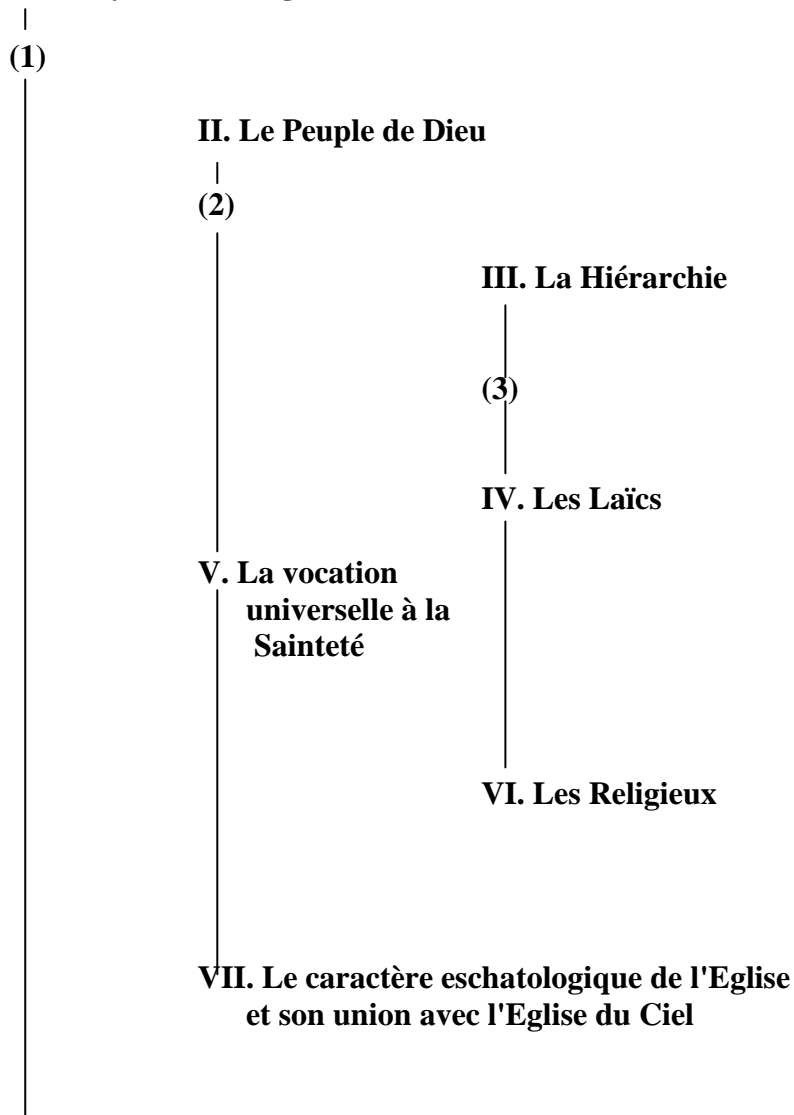 (1)
II. Le Peuple de Dieu
(2)
III. La Hiérarchie
(3)
IV. Les Laïcs
V. La vocation
universelle à la
Sainteté
VI. Les Religieux
VII. Le caractère eschatologique de l'Eglise
et son union avec l'Eglise du Ciel